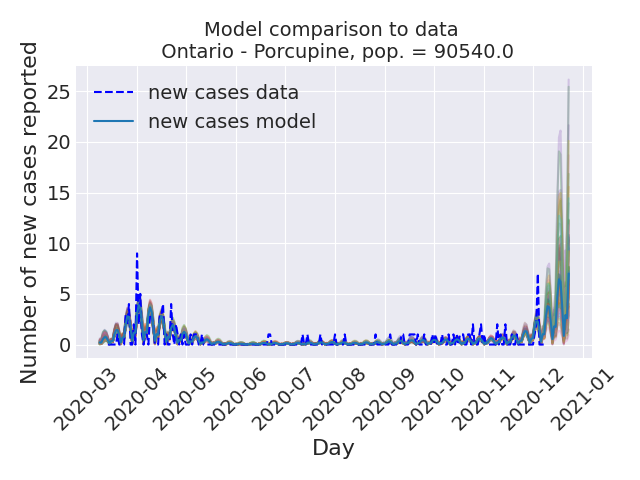 Model comparison to data
Ontario - Porcupine, pop. = 90540.0
Number of new cases reported
25
20
15
10
5
0
new cases data
new cases model
2020-03
2020-04
2020-05
2020-06
2020-07
2020-08
2020-09
2020-10
2020-11
2020-12
2021-01
Day